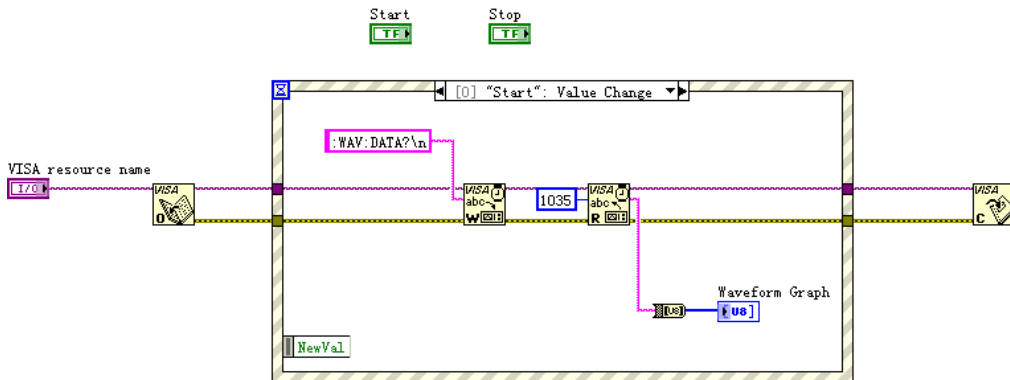 Start
Stop
TF
TF
[0] "Start": Value Change
:WAV:DATA?\n
VISA resource name
I/O
VISA
O
VISA
abc
W
1035
VISA
abc
R
VISA
C
Waveform Graph
[U8]
[U8]
NewVal